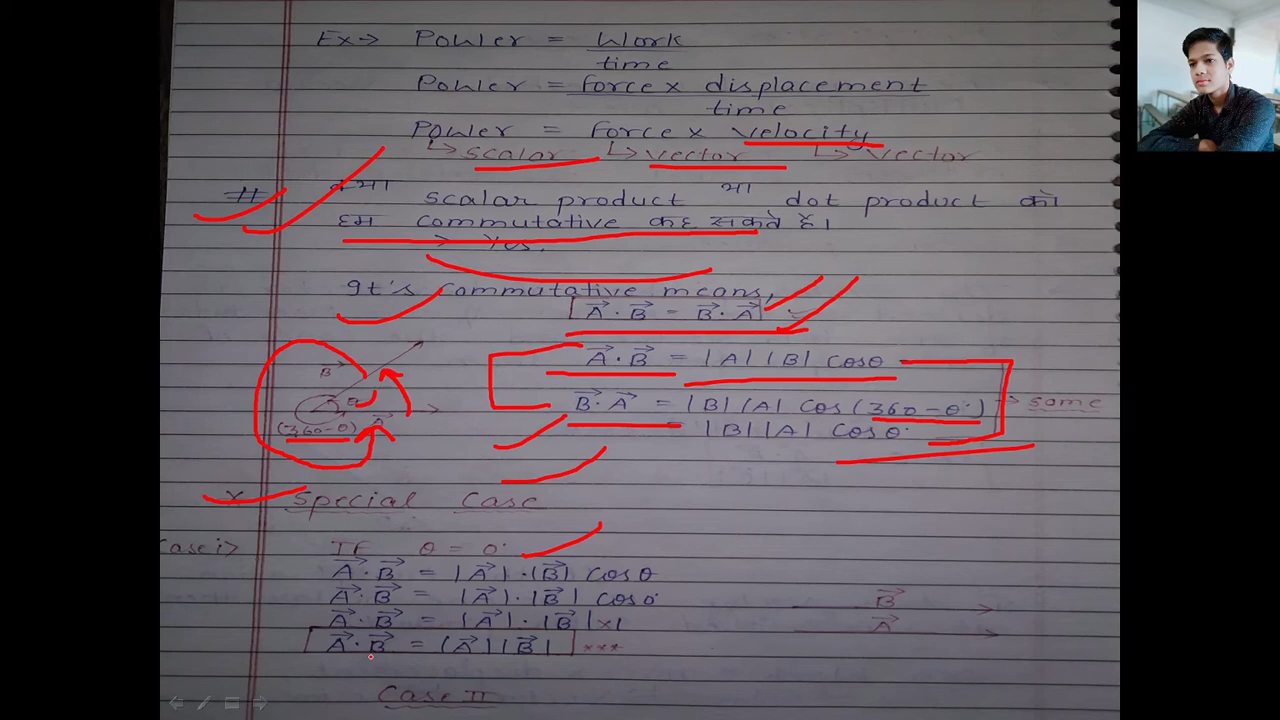 Ex→ Power = Work
time
Power = force × displacement
time
Power = force × velocity
↳ scalar ↳ vector ↳ vector
# क्या scalar product या dot product को
हम commutative कह सकते हैं।
→ Yes.
It's commutative means,
A⃗ · B⃗ = B⃗ · A⃗
A⃗ · B⃗ = |A| |B| cosθ
B⃗ · A⃗ = |B| |A| cos(360-θ) → same
= |B| |A| cosθ
B⃗
θ
(360-θ) A⃗
* Special Case
Case i>
IF θ = 0°
A⃗ · B⃗ = |A⃗| · |B⃗| cosθ
A⃗ · B⃗ = |A⃗| · |B⃗| cos0°
A⃗ · B⃗ = |A⃗| · |B⃗| × 1
A⃗ · B⃗ = |A⃗| |B⃗| ***
B⃗
A⃗
Case II